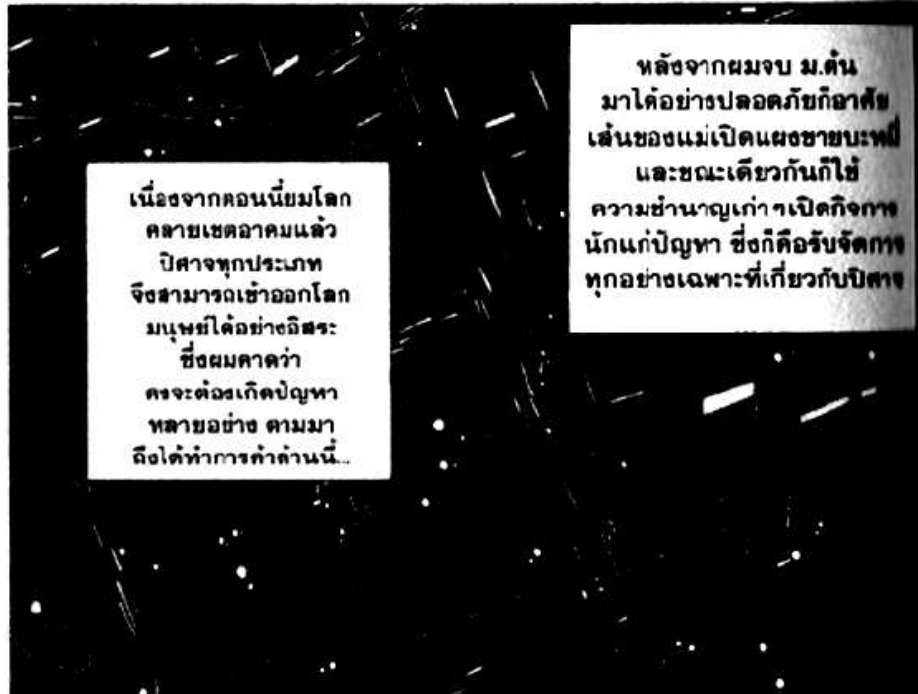 หลังจากผมจบ ม.ต้น
มาได้อย่างปลอดภัยก็อาศัย
เส้นของแม่เปิดแผงขายบะหมี่
และขณะเดียวกันก็ใช้
ความชำนาญเก่าๆเปิดกิจการ
นักแก้ปัญหา ซึ่งก็คือรับจัดการ
ทุกอย่างเฉพาะที่เกี่ยวกับปิศาจ
เนื่องจากตอนนี้ยมโลก
คลายเขตอาคมแล้ว
ปิศาจทุกประเภท
จึงสามารถเข้าออกโลก
มนุษย์ได้อย่างอิสระ
ซึ่งผมคาดว่า
คงจะต้องเกิดปัญหา
หลายอย่าง ตามมา
ถึงได้ทำการค้าด้านนี้...